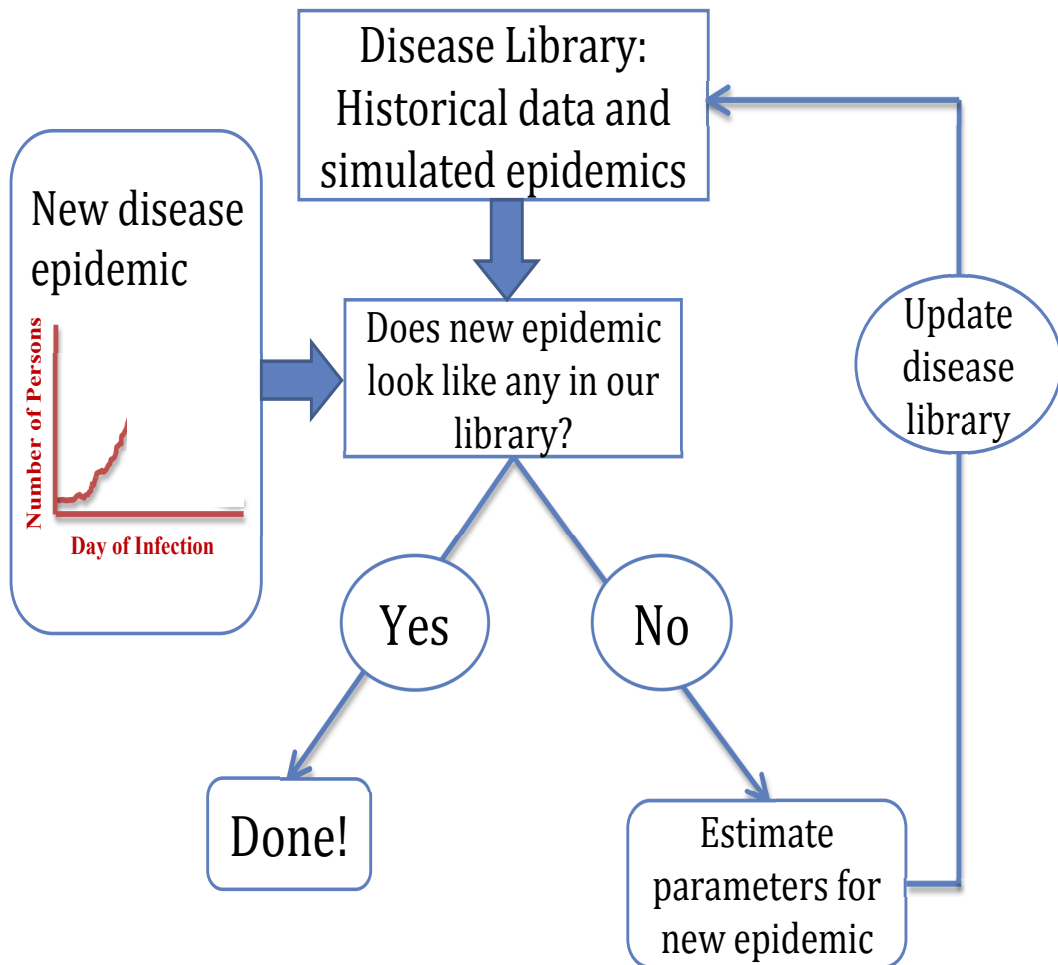 Disease Library:
Historical data and
simulated epidemics
New disease
epidemic
Number of Persons
Day of Infection
Does new epidemic
look like any in our
library?
Update
disease
library
Yes
No
Done!
Estimate
parameters for
new epidemic